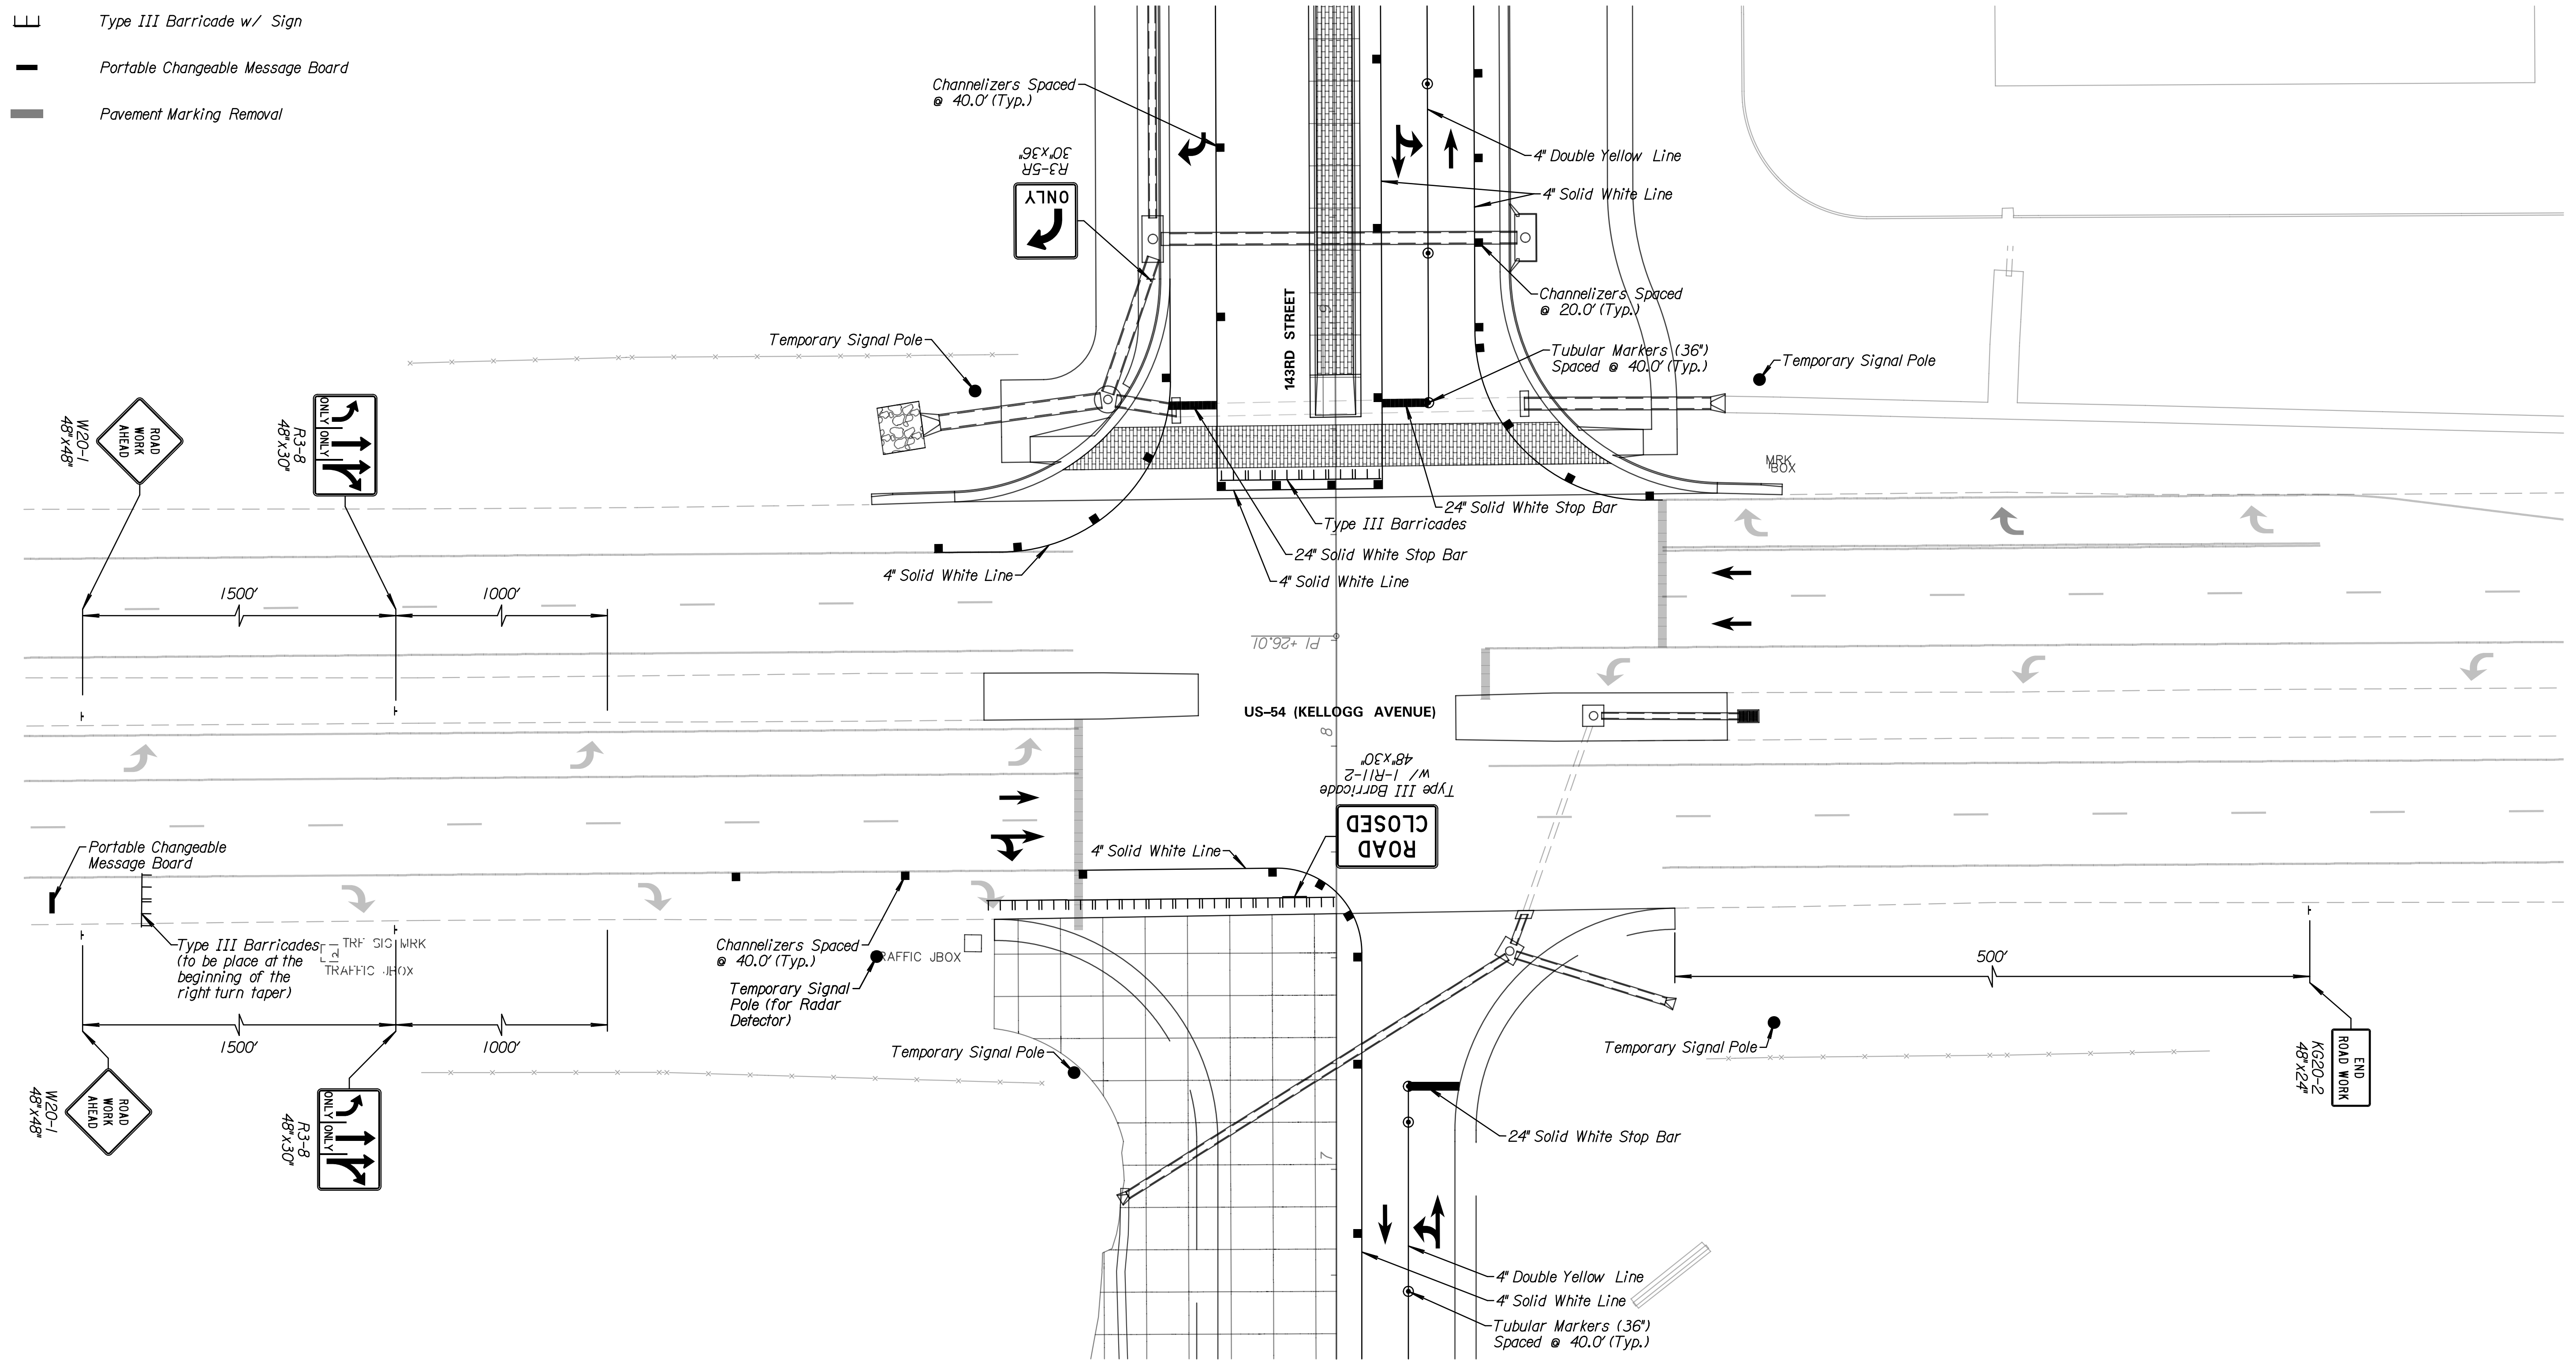 Type III Barricade w/ Sign
Portable Changeable Message Board
Pavement Marking Removal
Channelizers Spaced
@ 40.0' (Typ.)
R3-5R
30"x36"
ONLY
4" Double Yellow Line
4" Solid White Line
143RD STREET
9
Channelizers Spaced
@ 20.0' (Typ.)
Temporary Signal Pole
Tubular Markers (36")
Spaced @ 40.0' (Typ.)
Temporary Signal Pole
W20-1
48"x48"
ROAD
WORK
AHEAD
R3-8
48"x30"
ONLY
ONLY
MRK
BOX
24" Solid White Stop Bar
Type III Barricades
24" Solid White Stop Bar
4" Solid White Line
4" Solid White Line
1500'
1000'
PI +26.01
US-54 (KELLOGG AVENUE)
8
Type III Barricade
w/ 1-R11-2
48"x30"
ROAD
CLOSED
4" Solid White Line
Portable Changeable
Message Board
Type III Barricades
(to be place at the
beginning of the
right turn taper)
TRF SIG MRK
TRAFFIC JBOX
Channelizers Spaced
@ 40.0' (Typ.)
RAFFIC JBOX
Temporary Signal
Pole (for Radar
Detector)
500'
1500'
1000'
Temporary Signal Pole
Temporary Signal Pole
END
ROAD WORK
KG20-2
48"x24"
W20-1
48"x48"
ROAD
WORK
AHEAD
R3-8
48"x30"
ONLY
ONLY
24" Solid White Stop Bar
7
4" Double Yellow Line
4" Solid White Line
Tubular Markers (36")
Spaced @ 40.0' (Typ.)